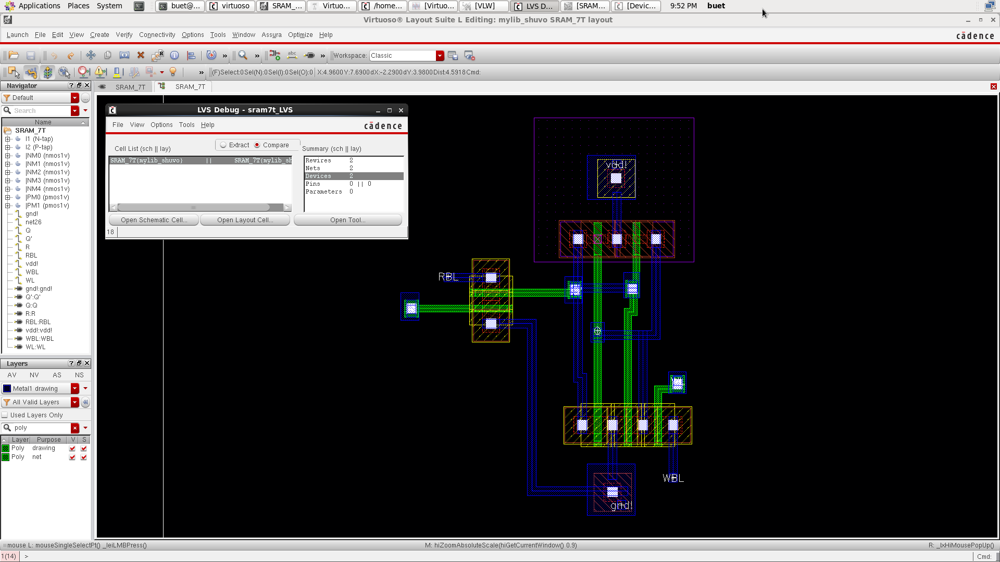 Applications Places System buet@... virtuoso SRAM_... Virtuo... /home... [Virtuo... [VLW] LVS D... [SRAM... [Devic... 9:52 PM buet
Virtuoso® Layout Suite L Editing: mylib_shuvo SRAM_7T layout
Launch File Edit View Create Verify Connectivity Options Tools Window Assura Optimize Help cādence
abc » Workspace: Classic
» (F)Select:0 Sel(N):0 Sel(I):0 Sel(O):0 X:4.9600 Y:7.6900 dX:-2.2900 dY:3.9800 Dist:4.5918 Cmd:
Navigator
SRAM_7T SRAM_7T
Default
Search
Name
SRAM_7T
I1 (N-tap)
I2 (P-tap)
|NM0 (nmos1v)
|NM1 (nmos1v)
|NM2 (nmos1v)
|NM3 (nmos1v)
|NM4 (nmos1v)
|PM0 (pmos1v)
|PM1 (pmos1v)
gnd!
net26
Q
Q'
R
RBL
vdd!
WBL
WL
gnd!:gnd!
Q':Q'
Q:Q
R:R
RBL:RBL
vdd!:vdd!
WBL:WBL
WL:WL
Layers
AV NV AS NS
Metal1 drawing
All Valid Layers
Used Layers Only
poly
Layer Purpose V S
Poly drawing
Poly net
LVS Debug - sram7t_LVS
File View Options Tools Help cādence
Extract Compare
Cell List (sch || lay) Summary (sch || lay)
SRAM_7T{mylib_shuvo} || SRAM_7T{mylib_sh
Rewires 2
Nets 2
Devices 2
Pins 0 || 0
Parameters 0
Open Schematic Cell... Open Layout Cell... Open Tool...
18
vdd!
RBL
WBL
gnd!
mouse L: mouseSingleSelectPt() _leiLMBPress() M: hiZoomAbsoluteScale(hiGetCurrentWindow() 0.9) R: _lxHiMousePopUp()
1(14) > Cmd: